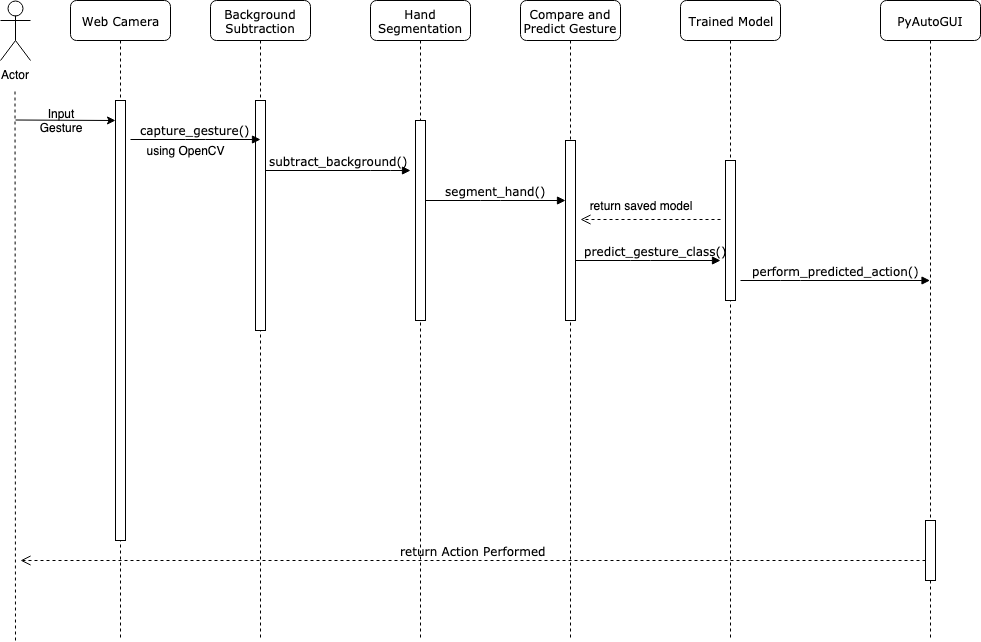 Web Camera
Background
Subtraction
Hand
Segmentation
Compare and
Predict Gesture
Trained Model
PyAutoGUI
Actor
Input
Gesture
capture_gesture()
using OpenCV
subtract_background()
segment_hand()
return saved model
predict_gesture_class()
perform_predicted_action()
return Action Performed